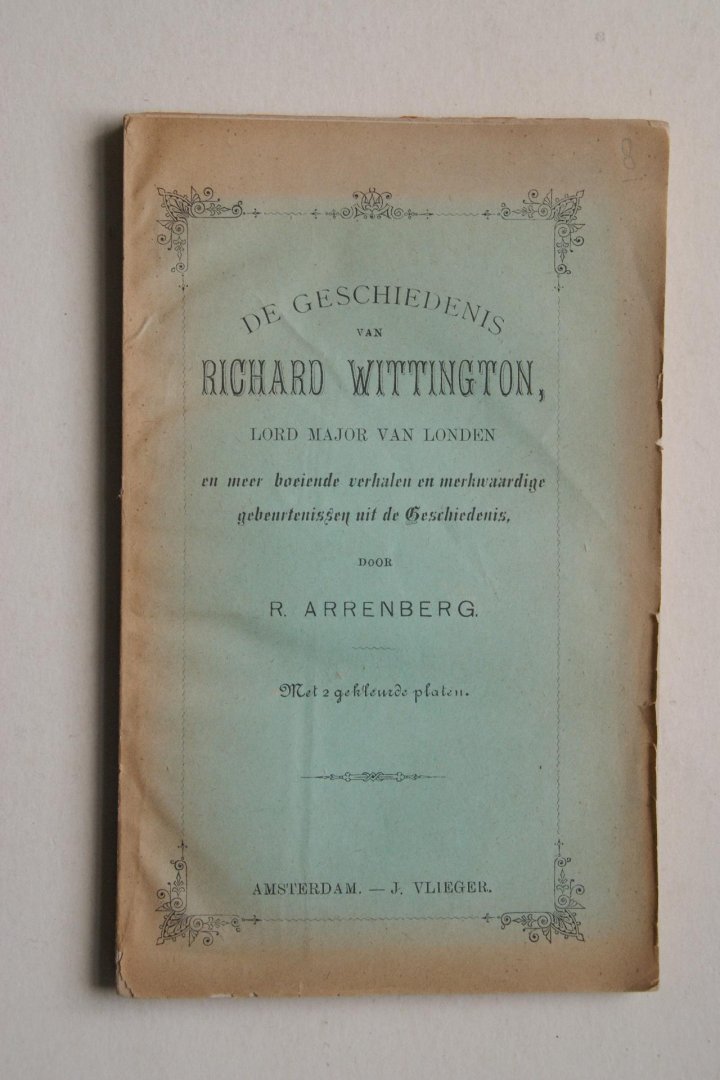 8
DE GESCHIEDENIS
VAN
RICHARD WITTINGTON,
LORD MAJOR VAN LONDEN
en meer boeiende verhalen en merkwaardige
gebeurtenissen uit de Geschiedenis,
DOOR
R. ARRENBERG.
Met 2 gekleurde platen.
AMSTERDAM. — J. VLIEGER.